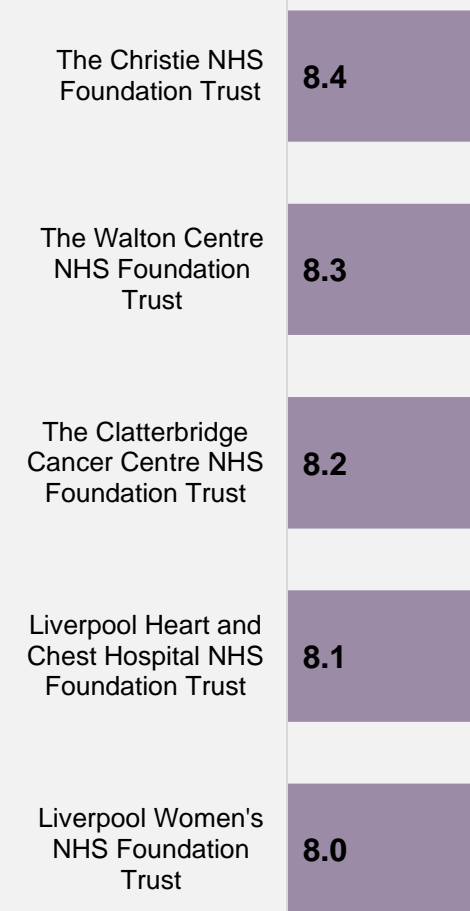 The Christie NHS
Foundation Trust
8.4
The Walton Centre
NHS Foundation
Trust
8.3
The Clatterbridge
Cancer Centre NHS
Foundation Trust
8.2
Liverpool Heart and
Chest Hospital NHS
Foundation Trust
8.1
Liverpool Women's
NHS Foundation
Trust
8.0